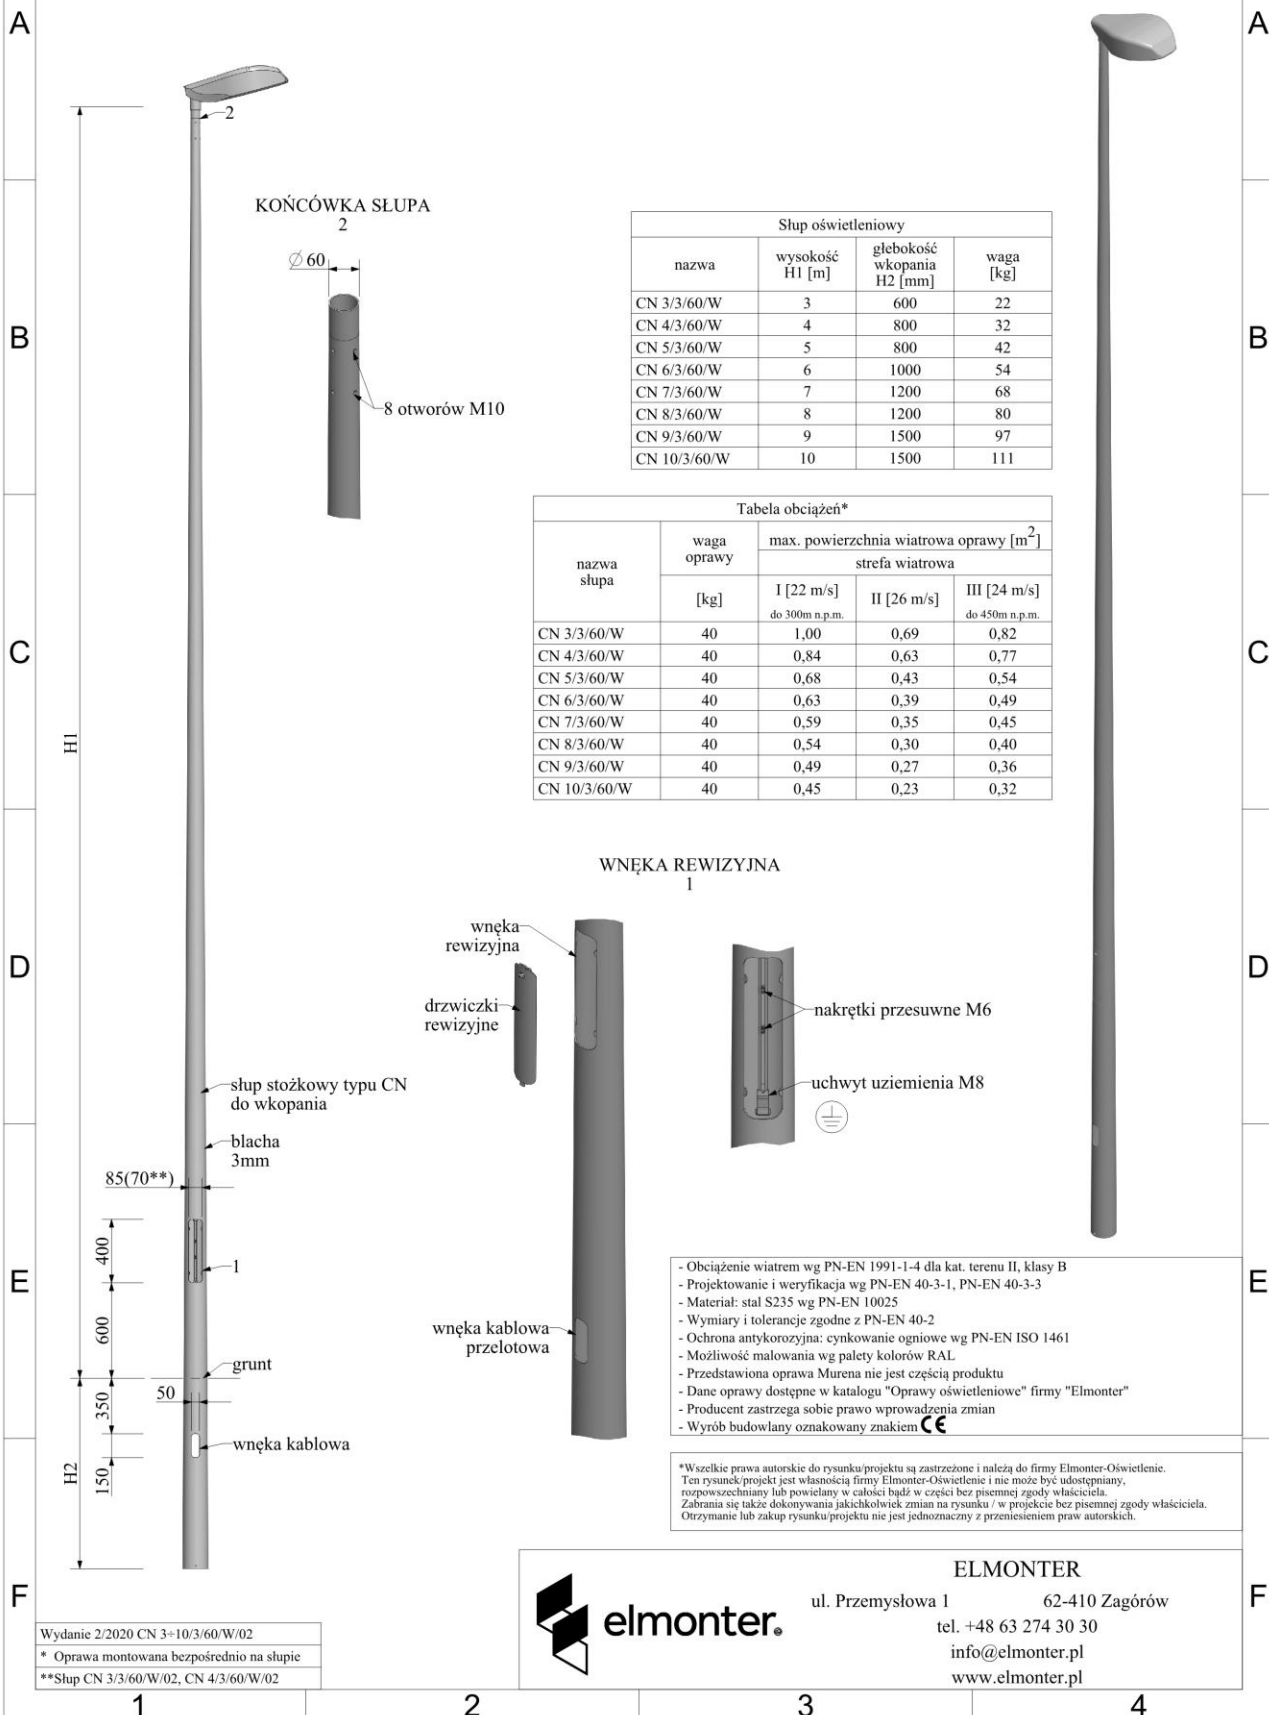 A
A
2
KOŃCÓWKA SŁUPA
2
∅ 60
8 otworów M10
Słup oświetleniowy
nazwa wysokość H1 [m] głebokość wkopania H2 [mm] waga [kg]
CN 3/3/60/W 3 600 22
CN 4/3/60/W 4 800 32
CN 5/3/60/W 5 800 42
CN 6/3/60/W 6 1000 54
CN 7/3/60/W 7 1200 68
CN 8/3/60/W 8 1200 80
CN 9/3/60/W 9 1500 97
CN 10/3/60/W 10 1500 111
B
B
Tabela obciążeń*
nazwa słupa waga oprawy max. powierzchnia wiatrowa oprawy [m²]
strefa wiatrowa
[kg] I [22 m/s] II [26 m/s] III [24 m/s]
do 300m n.p.m. do 450m n.p.m.
CN 3/3/60/W 40 1,00 0,69 0,82
CN 4/3/60/W 40 0,84 0,63 0,77
CN 5/3/60/W 40 0,68 0,43 0,54
CN 6/3/60/W 40 0,63 0,39 0,49
CN 7/3/60/W 40 0,59 0,35 0,45
CN 8/3/60/W 40 0,54 0,30 0,40
CN 9/3/60/W 40 0,49 0,27 0,36
CN 10/3/60/W 40 0,45 0,23 0,32
C
C
H1
WNĘKA REWIZYJNA
1
wnęka
rewizyjna
drzwiczki
rewizyjne
nakrętki przesuwne M6
uchwyt uziemienia M8
D
D
słup stożkowy typu CN
do wkopania
blacha
3mm
85(70**)
400
1
600
grunt
50
350
wnęka kablowa
150
H2
wnęka kablowa
przelotowa
E
E
- Obciążenie wiatrem wg PN-EN 1991-1-4 dla kat. terenu II, klasy B
- Projektowanie i weryfikacja wg PN-EN 40-3-1, PN-EN 40-3-3
- Materiał: stal S235 wg PN-EN 10025
- Wymiary i tolerancje zgodne z PN-EN 40-2
- Ochrona antykorozyjna: cynkowanie ogniowe wg PN-EN ISO 1461
- Możliwość malowania wg palety kolorów RAL
- Przedstawiona oprawa Murena nie jest częścią produktu
- Dane oprawy dostępne w katalogu "Oprawy oświetleniowe" firmy "Elmonter"
- Producent zastrzega sobie prawo wprowadzenia zmian
- Wyrób budowlany oznakowany znakiem CE
*Wszelkie prawa autorskie do rysunku/projektu są zastrzeżone i należą do firmy Elmonter-Oświetlenie.
Ten rysunek/projekt jest własnością firmy Elmonter-Oświetlenie i nie może być udostępniany,
rozpowszechniany lub powielany w całości bądź w części bez pisemnej zgody właściciela.
Zabrania się także dokonywania jakichkolwiek zmian na rysunku / w projekcie bez pisemnej zgody właściciela.
Otrzymanie lub zakup rysunku/projektu nie jest jednoznaczny z przeniesieniem praw autorskich.
F
F
elmonter
ELMONTER
ul. Przemysłowa 1 62-410 Zagórów
tel. +48 63 274 30 30
info@elmonter.pl
www.elmonter.pl
Wydanie 2/2020 CN 3÷10/3/60/W/02
* Oprawa montowana bezpośrednio na słupie
**Słup CN 3/3/60/W/02, CN 4/3/60/W/02
1
2
3
4